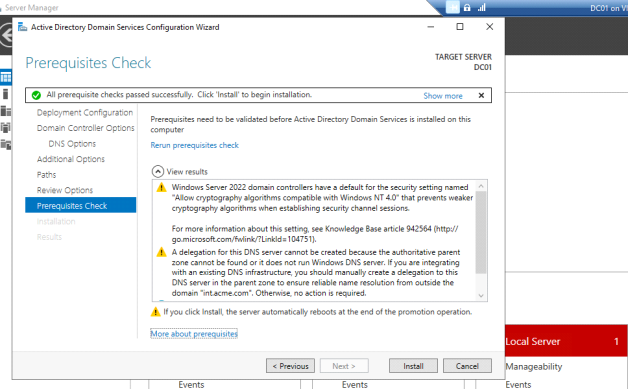 Server Manager
DC01 on VI
Active Directory Domain Services Configuration Wizard
Prerequisites Check
TARGET SERVER
DC01
All prerequisite checks passed successfully. Click 'Install' to begin installation.
Show more
Deployment Configuration
Domain Controller Options
DNS Options
Additional Options
Paths
Review Options
Prerequisites Check
Installation
Results
Prerequisites need to be validated before Active Directory Domain Services is installed on this
computer
Rerun prerequisites check
View results
Windows Server 2022 domain controllers have a default for the security setting named
"Allow cryptography algorithms compatible with Windows NT 4.0" that prevents weaker
cryptography algorithms when establishing security channel sessions.
For more information about this setting, see Knowledge Base article 942564 (http://
go.microsoft.com/fwlink/?LinkId=104751).
A delegation for this DNS server cannot be created because the authoritative parent
zone cannot be found or it does not run Windows DNS server. If you are integrating
with an existing DNS infrastructure, you should manually create a delegation to this
DNS server in the parent zone to ensure reliable name resolution from outside the
domain "int.acme.com". Otherwise, no action is required.
If you click Install, the server automatically reboots at the end of the promotion operation.
More about prerequisites
< Previous
Next >
Install
Cancel
Local Server 1
Manageability
Events
Events
Events